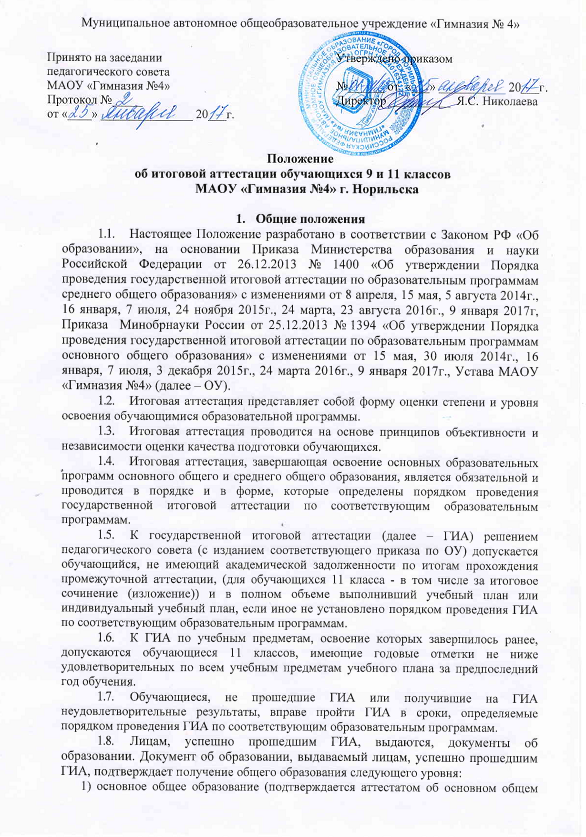 Муниципальное автономное общеобразовательное учреждение «Гимназия № 4»
Принято на заседании
педагогического совета
МАОУ «Гимназия №4»
Протокол № 2
от «25» января 2017 г.
Утверждено приказом
№ от «25» января 2017 г.
Директор Я.С. Николаева
Положение
об итоговой аттестации обучающихся 9 и 11 классов
МАОУ «Гимназия №4» г. Норильска
1. Общие положения
1.1. Настоящее Положение разработано в соответствии с Законом РФ «Об
образовании», на основании Приказа Министерства образования и науки
Российской Федерации от 26.12.2013 № 1400 «Об утверждении Порядка
проведения государственной итоговой аттестации по образовательным программам
среднего общего образования» с изменениями от 8 апреля, 15 мая, 5 августа 2014г.,
16 января, 7 июля, 24 ноября 2015г., 24 марта, 23 августа 2016г., 9 января 2017г,
Приказа Минобрнауки России от 25.12.2013 № 1394 «Об утверждении Порядка
проведения государственной итоговой аттестации по образовательным программам
основного общего образования» с изменениями от 15 мая, 30 июля 2014г., 16
января, 7 июля, 3 декабря 2015г., 24 марта 2016г., 9 января 2017г., Устава МАОУ
«Гимназия №4» (далее – ОУ).
1.2. Итоговая аттестация представляет собой форму оценки степени и уровня
освоения обучающимися образовательной программы.
1.3. Итоговая аттестация проводится на основе принципов объективности и
независимости оценки качества подготовки обучающихся.
1.4. Итоговая аттестация, завершающая освоение основных образовательных
программ основного общего и среднего общего образования, является обязательной и
проводится в порядке и в форме, которые определены порядком проведения
государственной итоговой аттестации по соответствующим образовательным
программам.
1.5. К государственной итоговой аттестации (далее – ГИА) решением
педагогического совета (с изданием соответствующего приказа по ОУ) допускается
обучающийся, не имеющий академической задолженности по итогам прохождения
промежуточной аттестации, (для обучающихся 11 класса - в том числе за итоговое
сочинение (изложение)) и в полном объеме выполнивший учебный план или
индивидуальный учебный план, если иное не установлено порядком проведения ГИА
по соответствующим образовательным программам.
1.6. К ГИА по учебным предметам, освоение которых завершилось ранее,
допускаются обучающиеся 11 классов, имеющие годовые отметки не ниже
удовлетворительных по всем учебным предметам учебного плана за предпоследний
год обучения.
1.7. Обучающиеся, не прошедшие ГИА или получившие на ГИА
неудовлетворительные результаты, вправе пройти ГИА в сроки, определяемые
порядком проведения ГИА по соответствующим образовательным программам.
1.8. Лицам, успешно прошедшим ГИА, выдаются, документы об
образовании. Документ об образовании, выдаваемый лицам, успешно прошедшим
ГИА, подтверждает получение общего образования следующего уровня:
1) основное общее образование (подтверждается аттестатом об основном общем